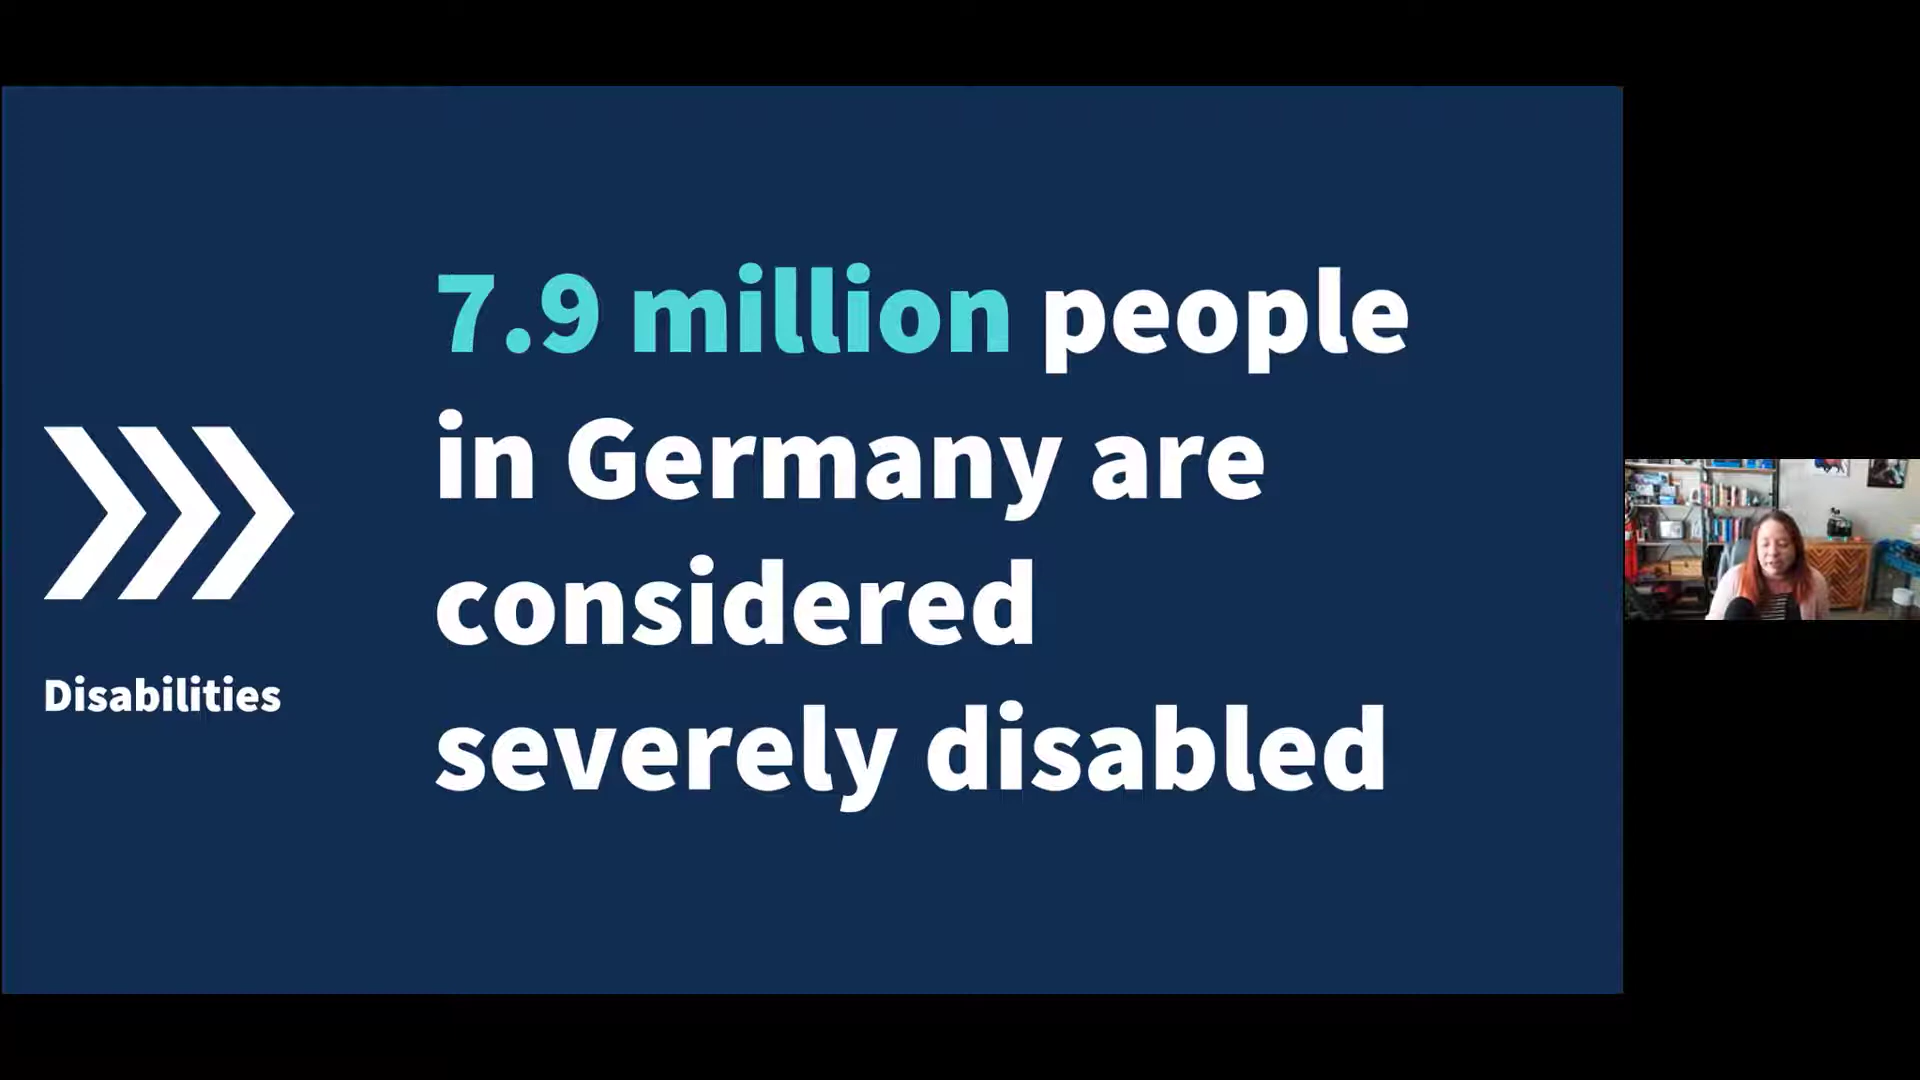 7.9 million people
in Germany are
considered
severely disabled
Disabilities